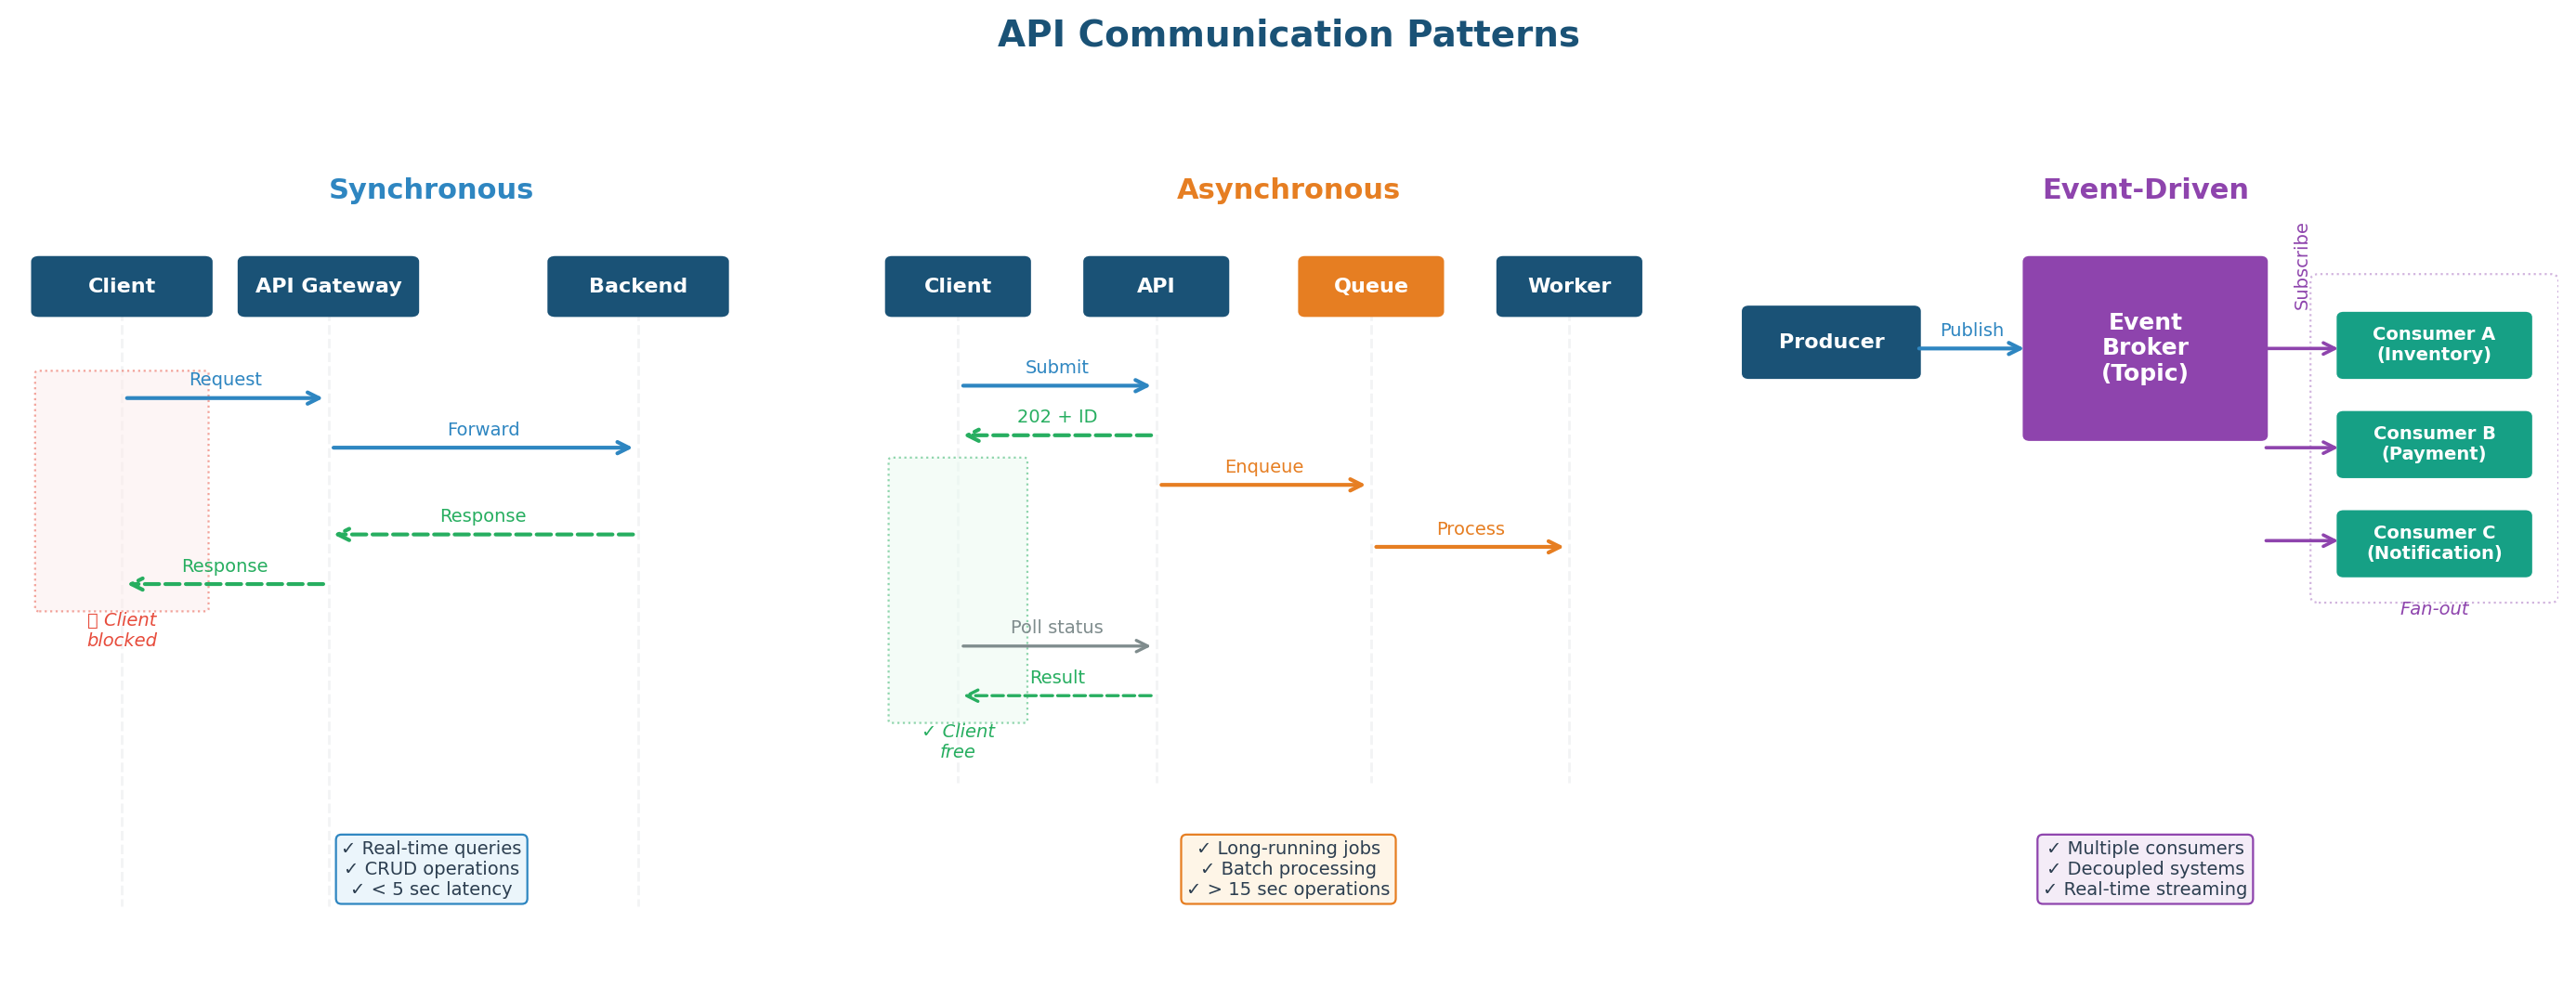 API Communication Patterns
Synchronous
Client
API Gateway
Backend
Request
Forward
Response
Response
Client
blocked
✓ Real-time queries
✓ CRUD operations
✓ < 5 sec latency
Asynchronous
Client
API
Queue
Worker
Submit
202 + ID
Enqueue
Process
Poll status
Result
✓ Client
free
✓ Long-running jobs
✓ Batch processing
✓ > 15 sec operations
Event-Driven
Producer
Publish
Event
Broker
(Topic)
Subscribe
Consumer A
(Inventory)
Consumer B
(Payment)
Consumer C
(Notification)
Fan-out
✓ Multiple consumers
✓ Decoupled systems
✓ Real-time streaming